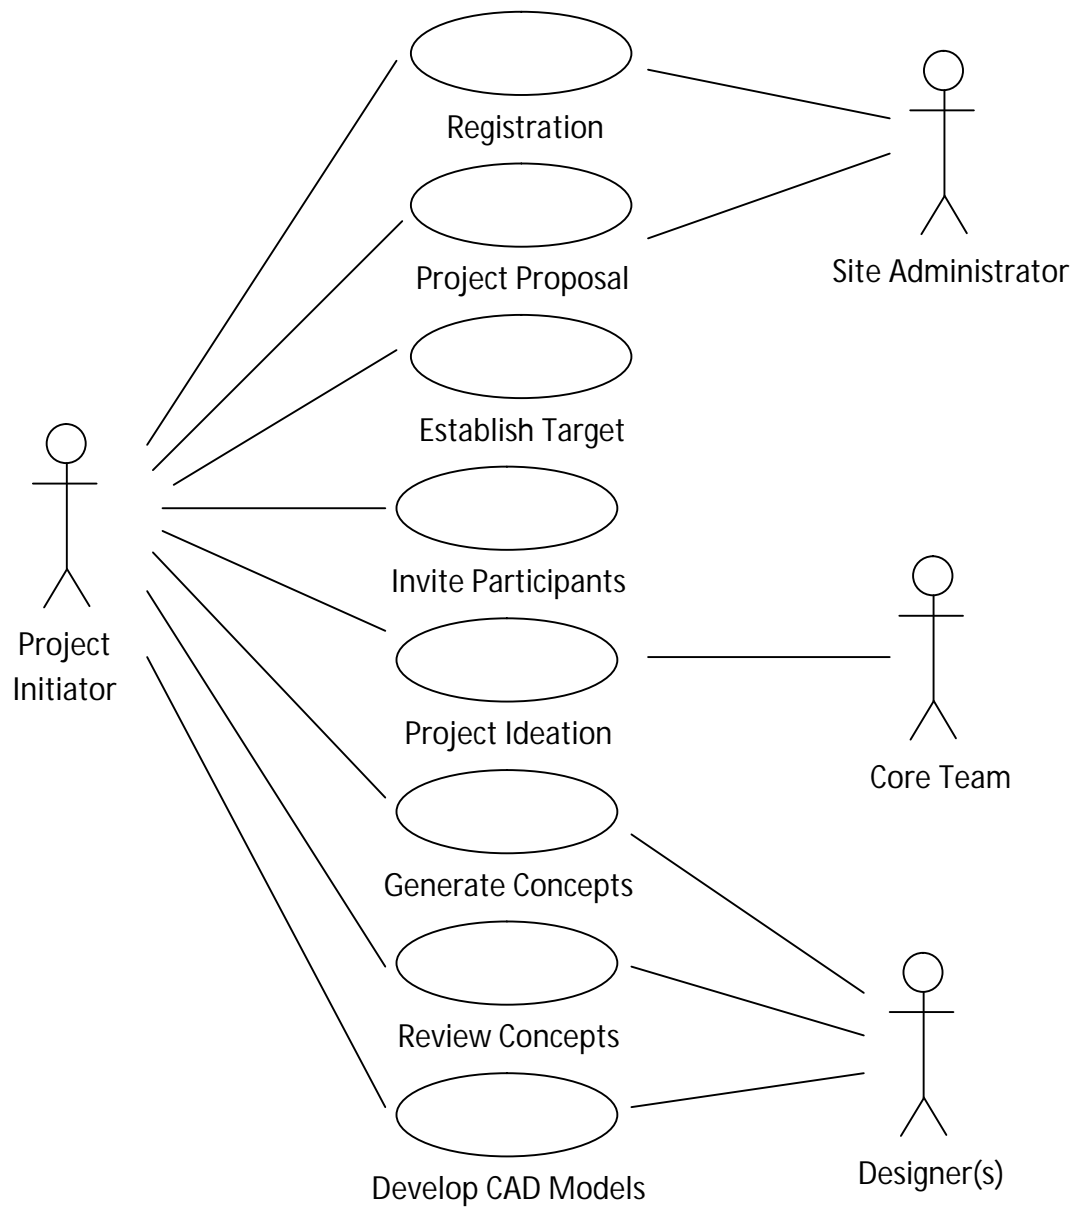 Registration
Project Proposal
Site Administrator
Establish Target
Invite Participants
Project
Initiator
Project Ideation
Core Team
Generate Concepts
Review Concepts
Designer(s)
Develop CAD Models